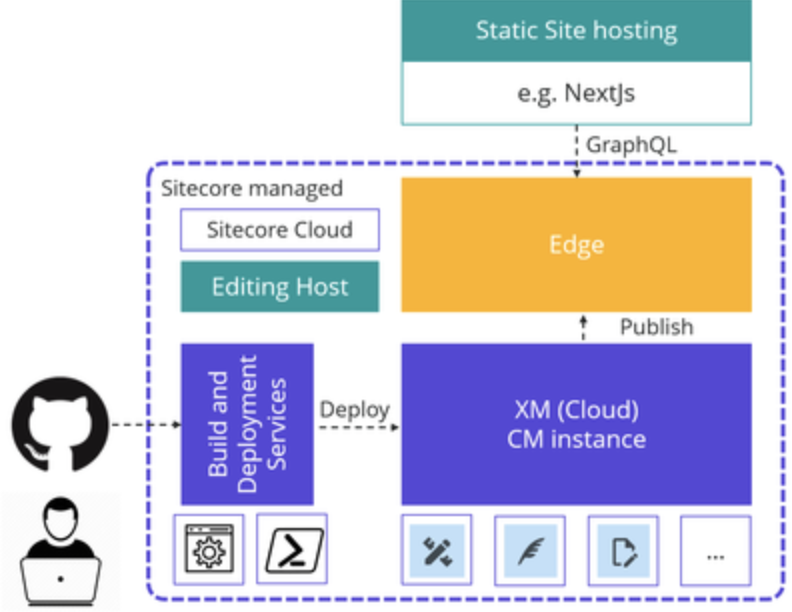 Static Site hosting
e.g. NextJs
GraphQL
Sitecore managed
Sitecore Cloud
Editing Host
Edge
Publish
Build and
Deployment
Services
Deploy
XM (Cloud)
CM instance
...